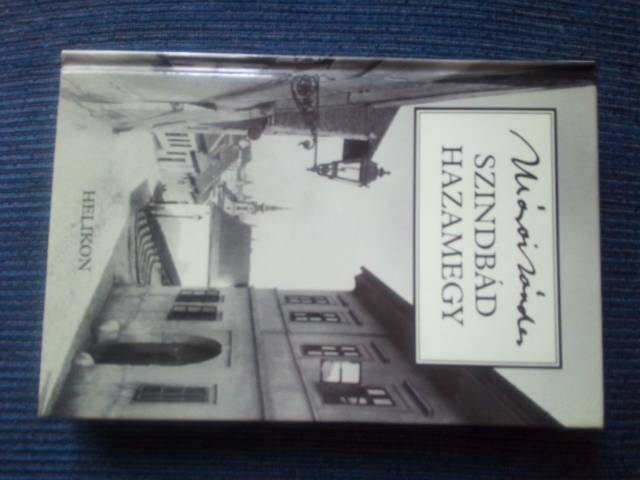 Márai Sándor
SZINDBÁD
HAZAMEGY
HELIKON